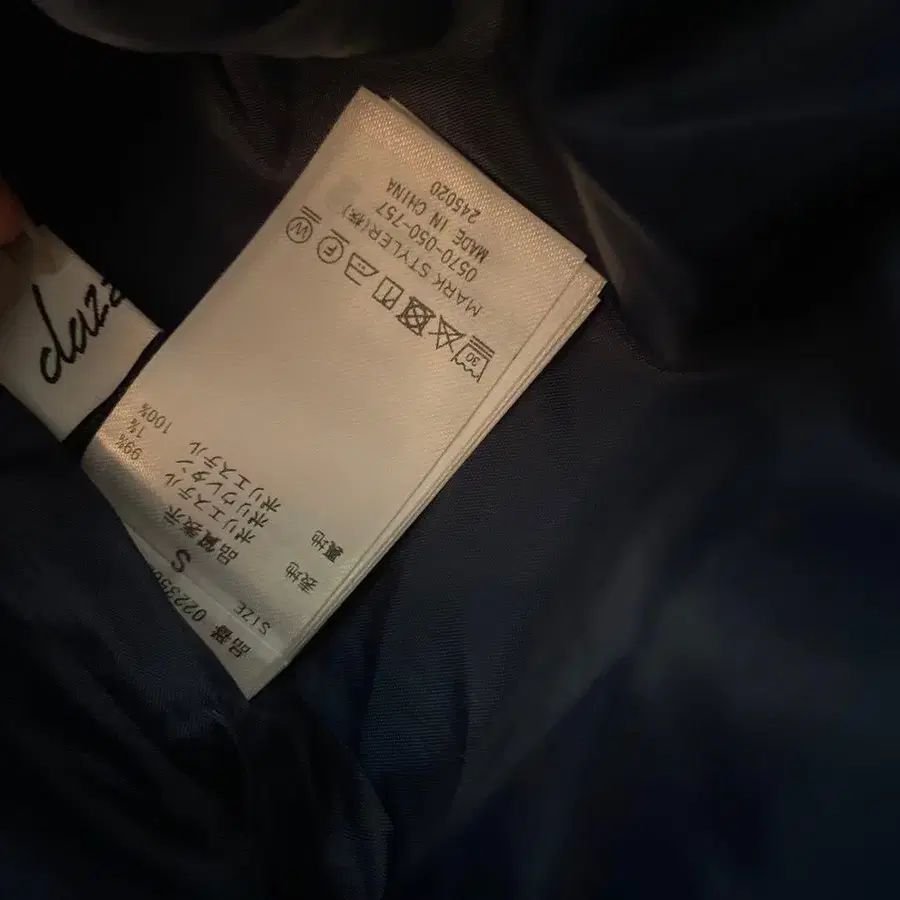 dazz
品番 02235
SIZE S
品質表示
表地 ポリエステル 99%
ポリウレタン 1%
裏地 ポリエステル 100%
30
W
F
MARK STYLER(株)
0570-050-757
MADE IN CHINA
245020